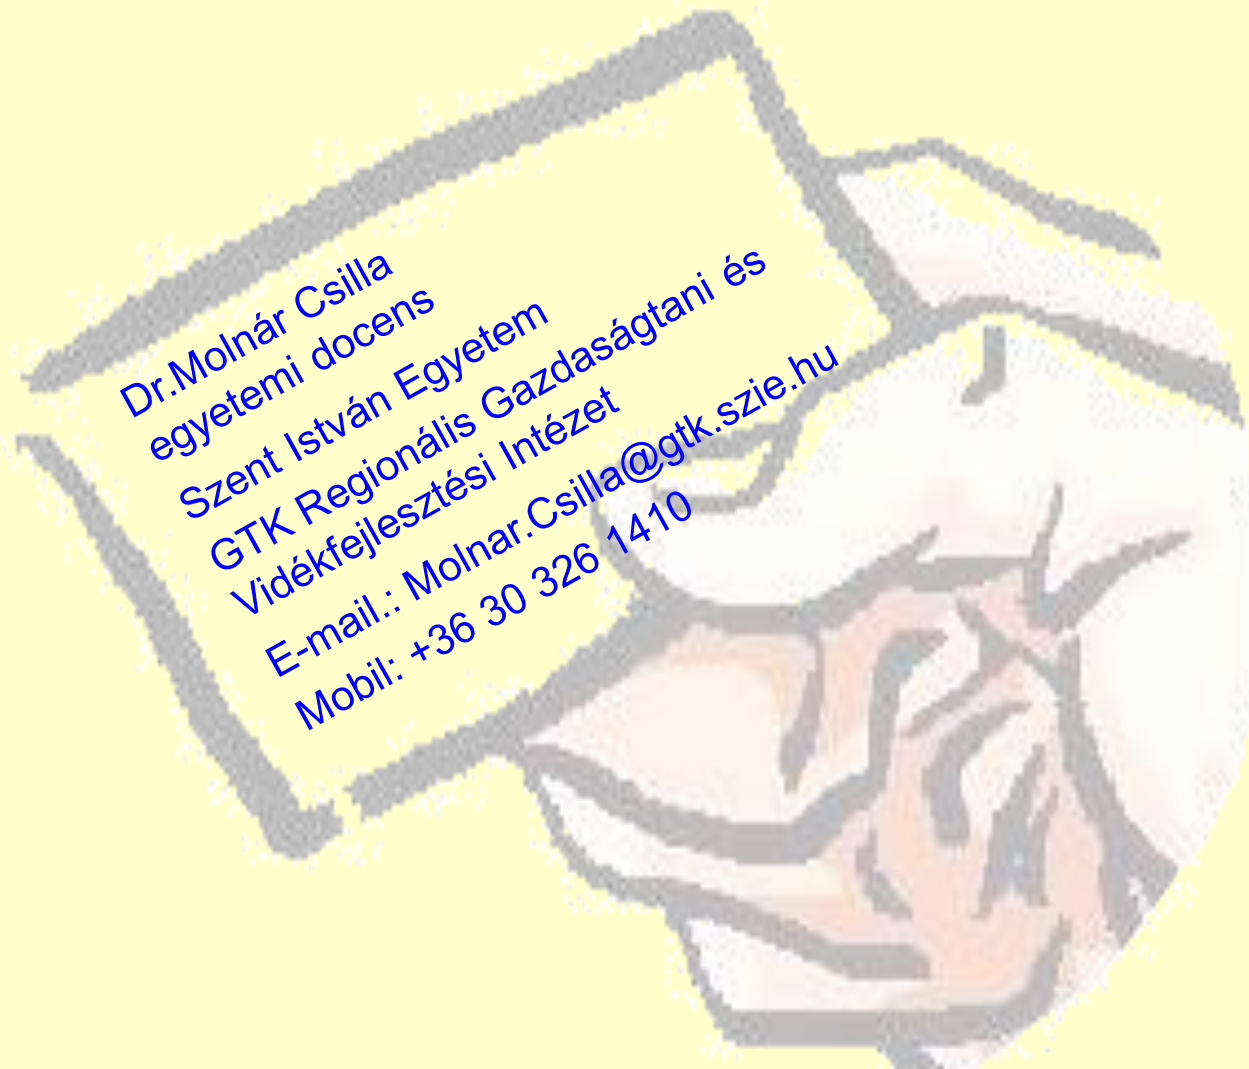 Dr.Molnár Csilla
egyetemi docens
Szent István Egyetem
GTK Regionális Gazdaságtani és
Vidékfejlesztési Intézet
E-mail.: Molnar.Csilla@gtk.szie.hu
Mobil: +36 30 326 1410